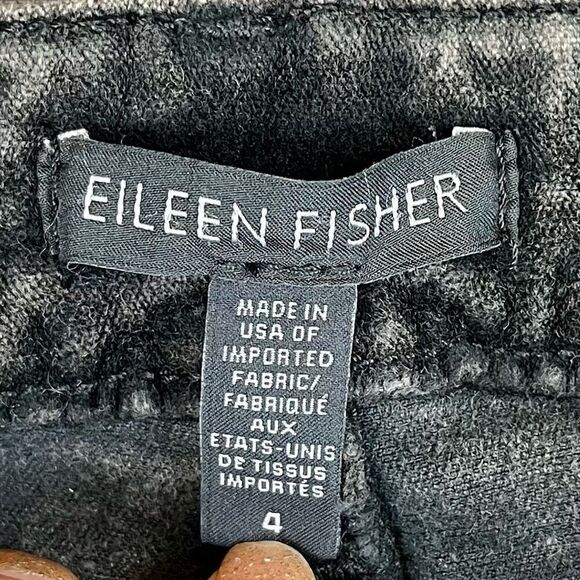 EILEEN FISHER
MADE IN
USA OF
IMPORTED
FABRIC/
FABRIQUÉ
AUX
ETATS-UNIS
DE TISSUS
IMPORTÉS
4